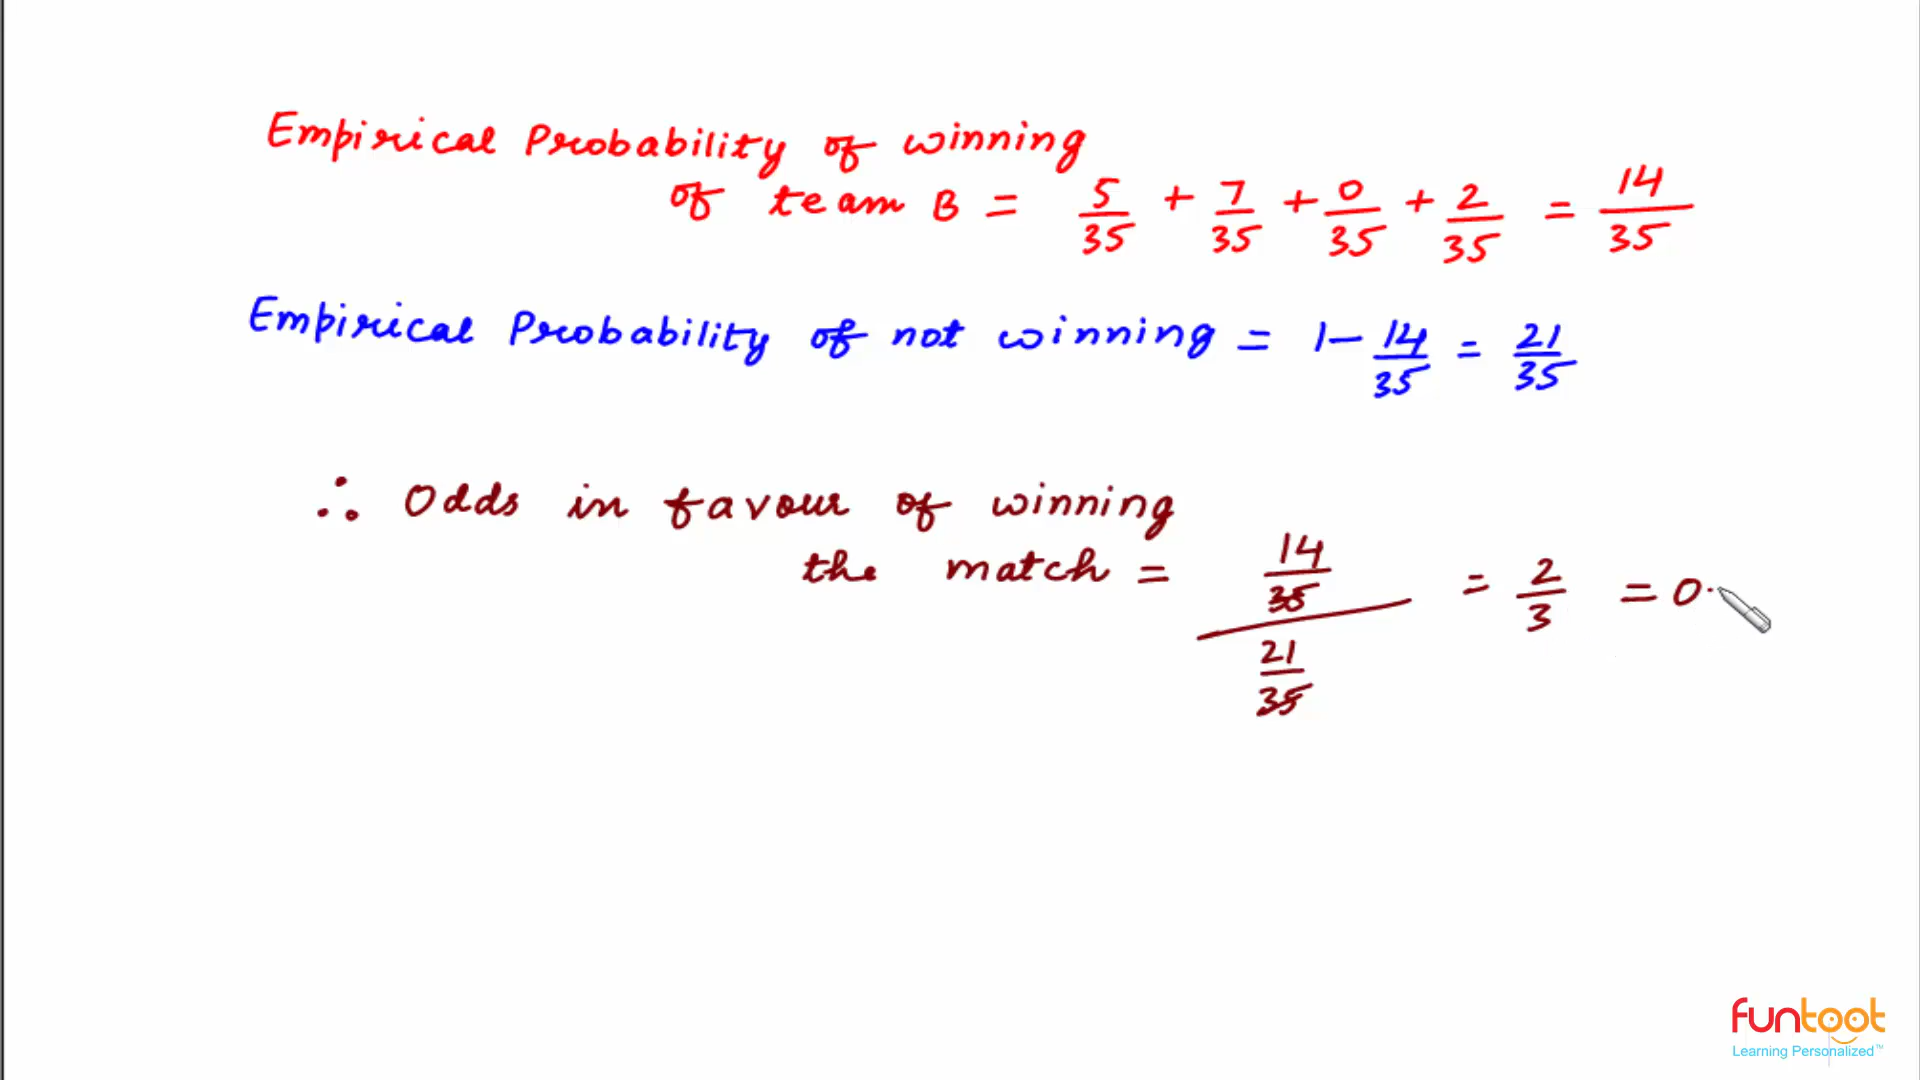 Empirical Probability of winning
of team B = 5/35 + 7/35 + 0/35 + 2/35 = 14/35
Empirical Probability of not winning = 1 - 14/35 = 21/35
∴ Odds in favour of winning
the match = (14/35)/(21/35) = 2/3 = 0.
funtoot
Learning Personalized™